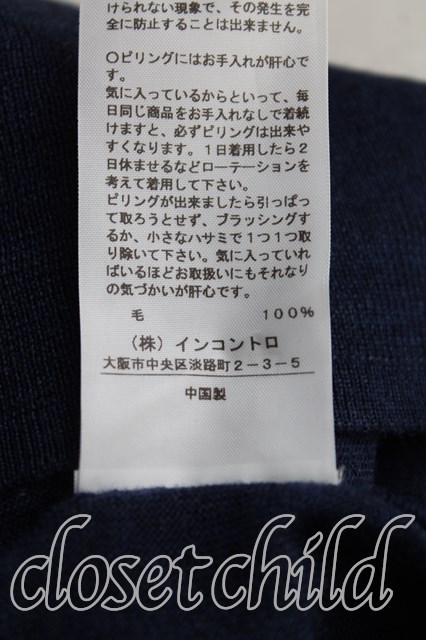 けられない現象で、その発生を完
全に防止することは出来ません。
〇ピリングにはお手入れが肝心で
す。
気に入っているからといって、毎
日同じ商品をお手入れなしで着続
けますと、必ずピリングは出来や
すくなります。１日着用したら２
日休ませるなどローテーションを
考えて着用して下さい。
ピリングが出来ましたら引っぱっ
て取ろうとせず、ブラッシングす
るか、小さなハサミで１つ１つ取
り除いて下さい。気に入っていれ
ばいるほどお取扱いにもそれなり
の気づかいが肝心です。
毛 100%
（株）インコントロ
大阪市中央区淡路町２－３－５
中国製
closet child